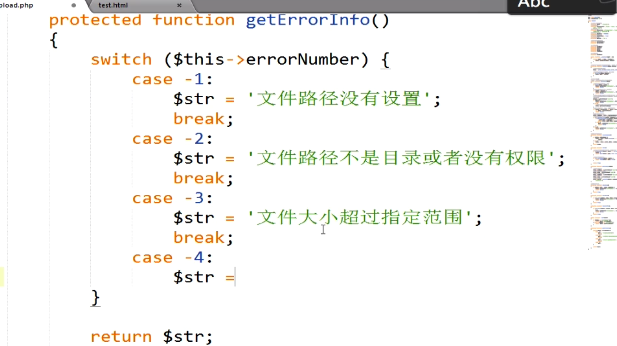 pload.php
test.html
×
Abc
protected function getErrorInfo()
{
    switch ($this->errorNumber) {
        case -1:
            $str = '文件路径没有设置';
            break;
        case -2:
            $str = '文件路径不是目录或者没有权限';
            break;
        case -3:
            $str = '文件大小超过指定范围';
            break;
        case -4:
            $str =
    }
    return $str;